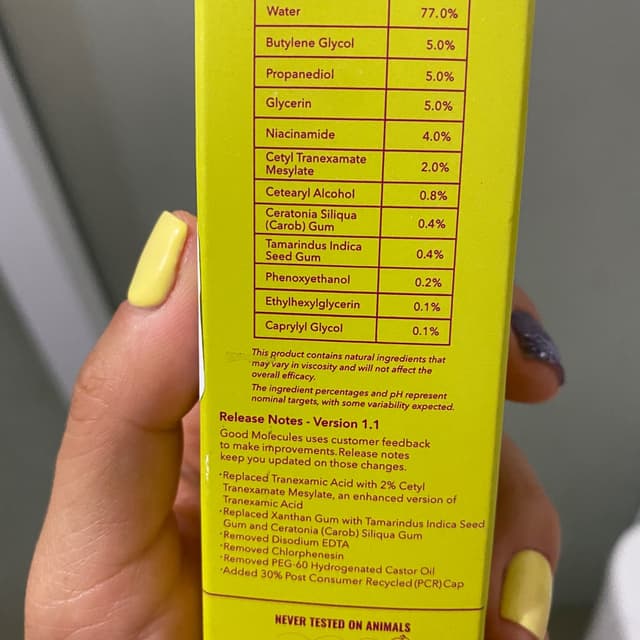 Water 77.0%
Butylene Glycol 5.0%
Propanediol 5.0%
Glycerin 5.0%
Niacinamide 4.0%
Cetyl Tranexamate
Mesylate 2.0%
Cetearyl Alcohol 0.8%
Ceratonia Siliqua
(Carob) Gum 0.4%
Tamarindus Indica
Seed Gum 0.4%
Phenoxyethanol 0.2%
Ethylhexylglycerin 0.1%
Caprylyl Glycol 0.1%
This product contains natural ingredients that
may vary in viscosity and will not affect the
overall efficacy.
The ingredient percentages and pH represent
nominal targets, with some variability expected.
Release Notes - Version 1.1
Good Molecules uses customer feedback
to make improvements. Release notes
keep you updated on those changes.
·Replaced Tranexamic Acid with 2% Cetyl
Tranexamate Mesylate, an enhanced version of
Tranexamic Acid
·Replaced Xanthan Gum with Tamarindus Indica Seed
Gum and Ceratonia (Carob) Siliqua Gum
·Removed Disodium EDTA
·Removed Chlorphenesin
·Removed PEG-60 Hydrogenated Castor Oil
·Added 30% Post Consumer Recycled (PCR) Cap
NEVER TESTED ON ANIMALS